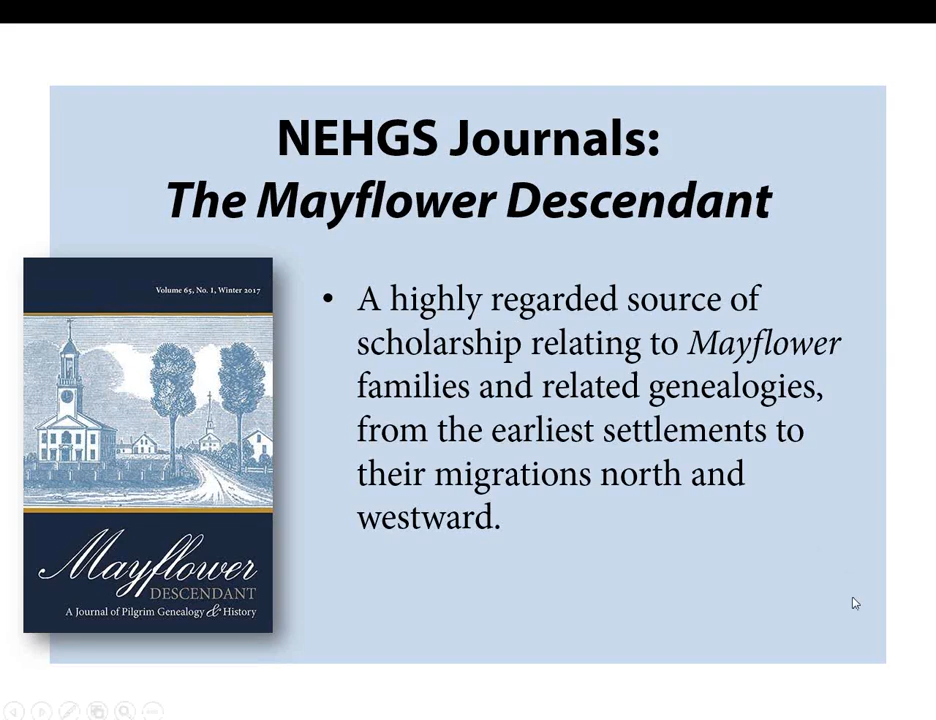 NEHGS Journals:
The Mayflower Descendant
Volume 65, No. 1, Winter 2017
Mayflower
DESCENDANT
A Journal of Pilgrim Genealogy & History
• A highly regarded source of
scholarship relating to Mayflower
families and related genealogies,
from the earliest settlements to
their migrations north and
westward.